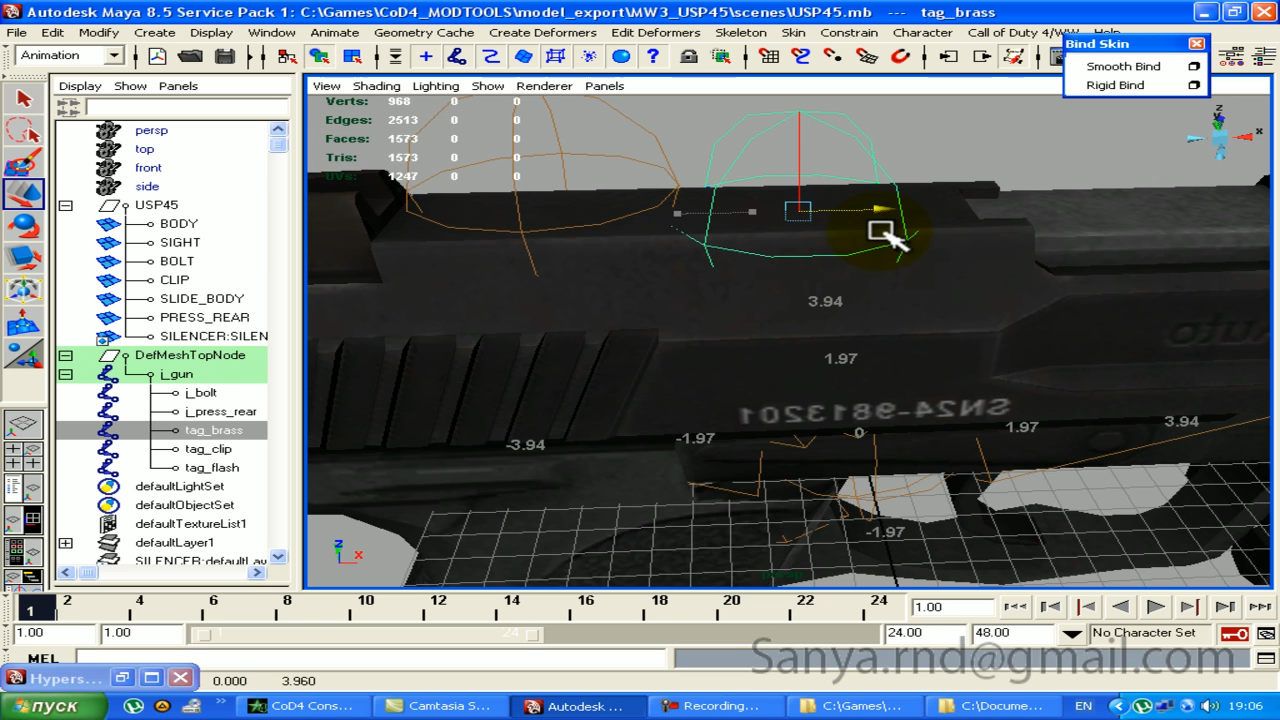 Autodesk Maya 8.5 Service Pack 1: C:\Games\CoD4_MODTOOLS\model_export\MW3_USP45\scenes\USP45.mb --- tag_brass
File Edit Modify Create Display Window Animate Geometry Cache Create Deformers Edit Deformers Skeleton Skin Constrain Character Call of Duty 4/WW Help
Bind Skin
Smooth Bind
Rigid Bind
Animation
Display Show Panels
View Shading Lighting Show Renderer Panels
Verts: 968 0 0
Edges: 2513 0 0
Faces: 1573 0 0
Tris: 1573 0 0
UVs: 1247 0 0
persp
top
front
side
USP45
BODY
SIGHT
BOLT
CLIP
SLIDE_BODY
PRESS_REAR
SILENCER:SILEN
DefMeshTopNode
j_gun
j_bolt
j_press_rear
tag_brass
tag_clip
tag_flash
defaultLightSet
defaultObjectSet
defaultTextureList1
defaultLayer1
SILENCER:defaultLay
z
y
x
3.94
1.97
auto
SN24-9813201
-3.94 -1.97 0 1.97 3.94
-1.97
z
x
persp
1 2 4 6 8 10 12 14 16 18 20 22 24 1.00
1.00 1.00 1 24 24.00 48.00 No Character Set
MEL
Sanya.rnd@gmail.com
Hypers... 0.000 3.960
пуск CoD4 Cons... Camtasia S... Autodesk ... Recording... C:\Games\... C:\Docume... EN 19:06